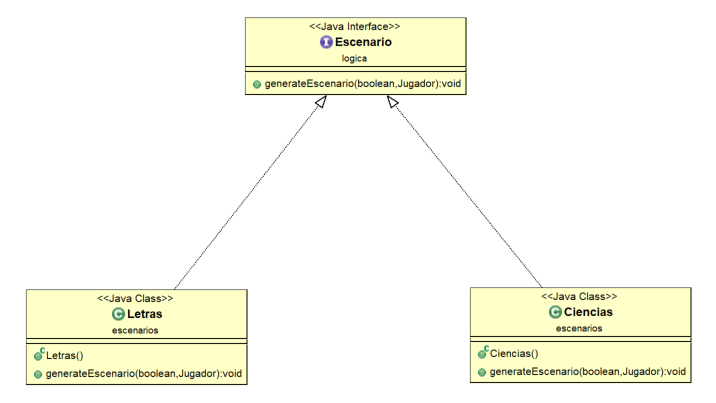 <<Java Interface>>
Escenario
logica
generateEscenario(boolean,Jugador):void
<<Java Class>>
Letras
escenarios
Letras()
generateEscenario(boolean,Jugador):void
<<Java Class>>
Ciencias
escenarios
Ciencias()
generateEscenario(boolean,Jugador):void